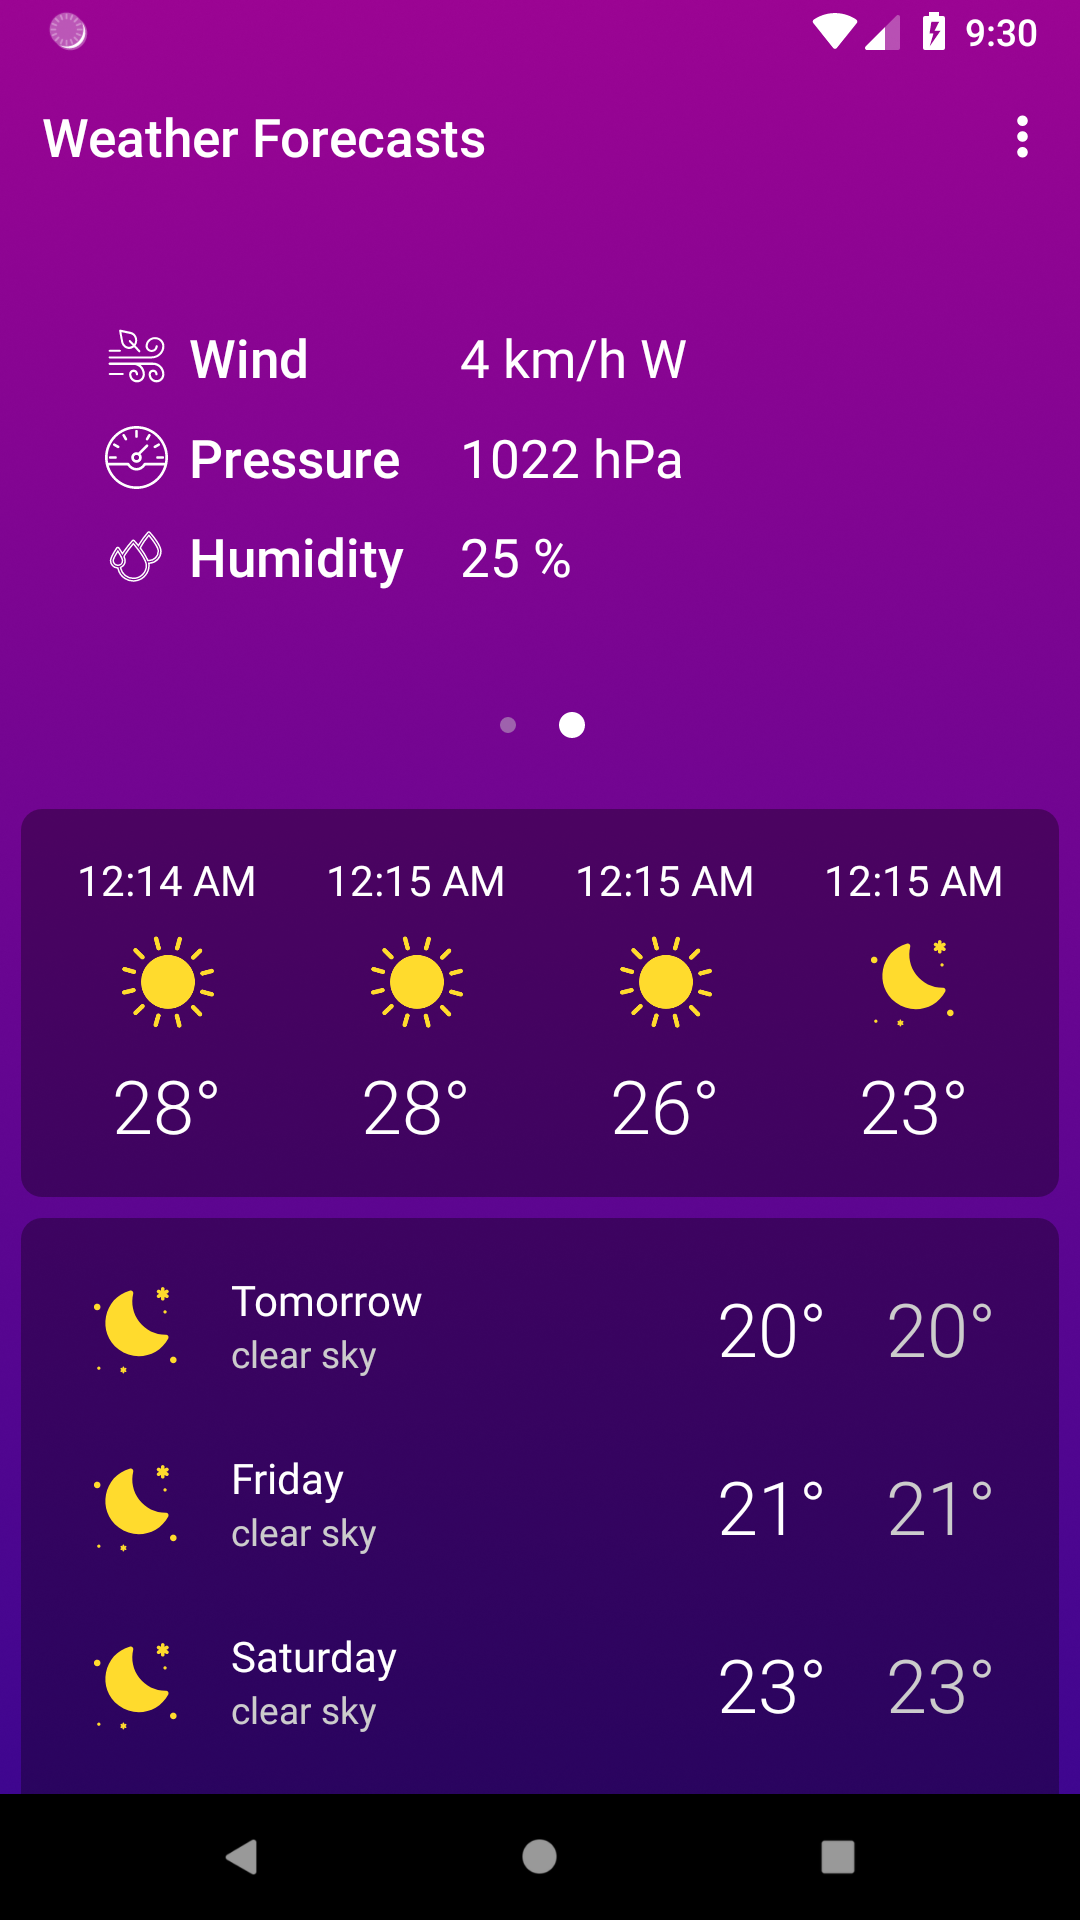 9:30
Weather Forecasts
Wind 4 km/h W
Pressure 1022 hPa
Humidity 25 %
12:14 AM 12:15 AM 12:15 AM 12:15 AM
28° 28° 26° 23°
Tomorrow
clear sky
20° 20°
Friday
clear sky
21° 21°
Saturday
clear sky
23° 23°